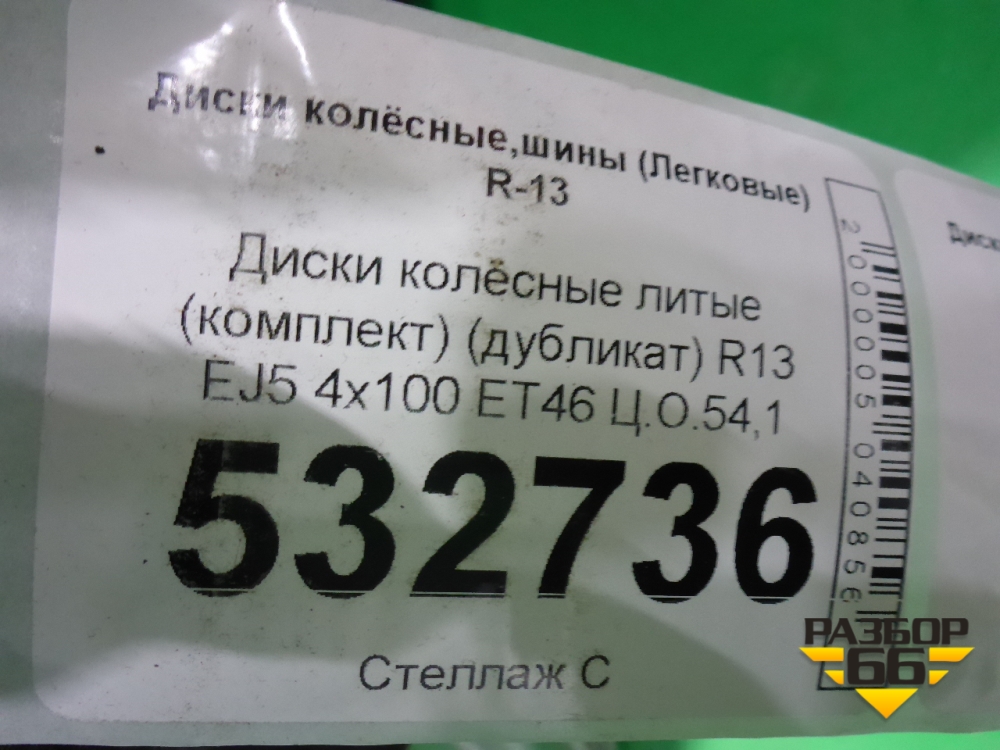 Диски колёсные,шины (Легковые)
R-13
Диски колёсные литые
(комплект) (дубликат) R13
EJ5 4x100 ET46 Ц.О.54,1
532736
Стеллаж С
2000005040856
РАЗБОР
66